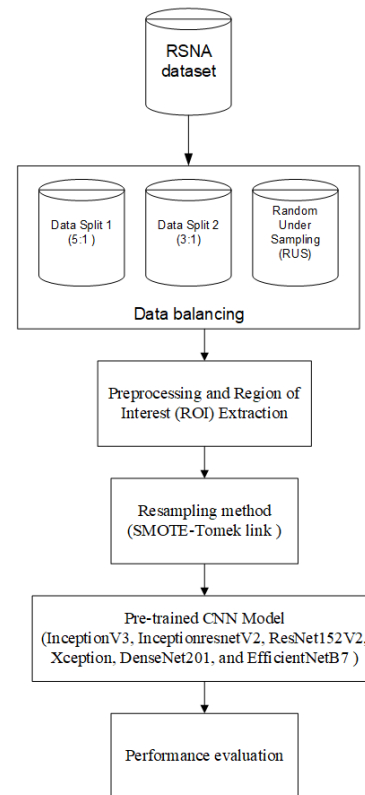 RSNA
dataset
Data Split 1
(5:1 )
Data Split 2
(3:1)
Random
Under
Sampling
(RUS)
Data balancing
Preprocessing and Region of
Interest (ROI) Extraction
Resampling method
(SMOTE-Tomek link )
Pre-trained CNN Model
(InceptionV3, InceptionresnetV2, ResNet152V2,
Xception, DenseNet201, and EfficientNetB7 )
Performance evaluation